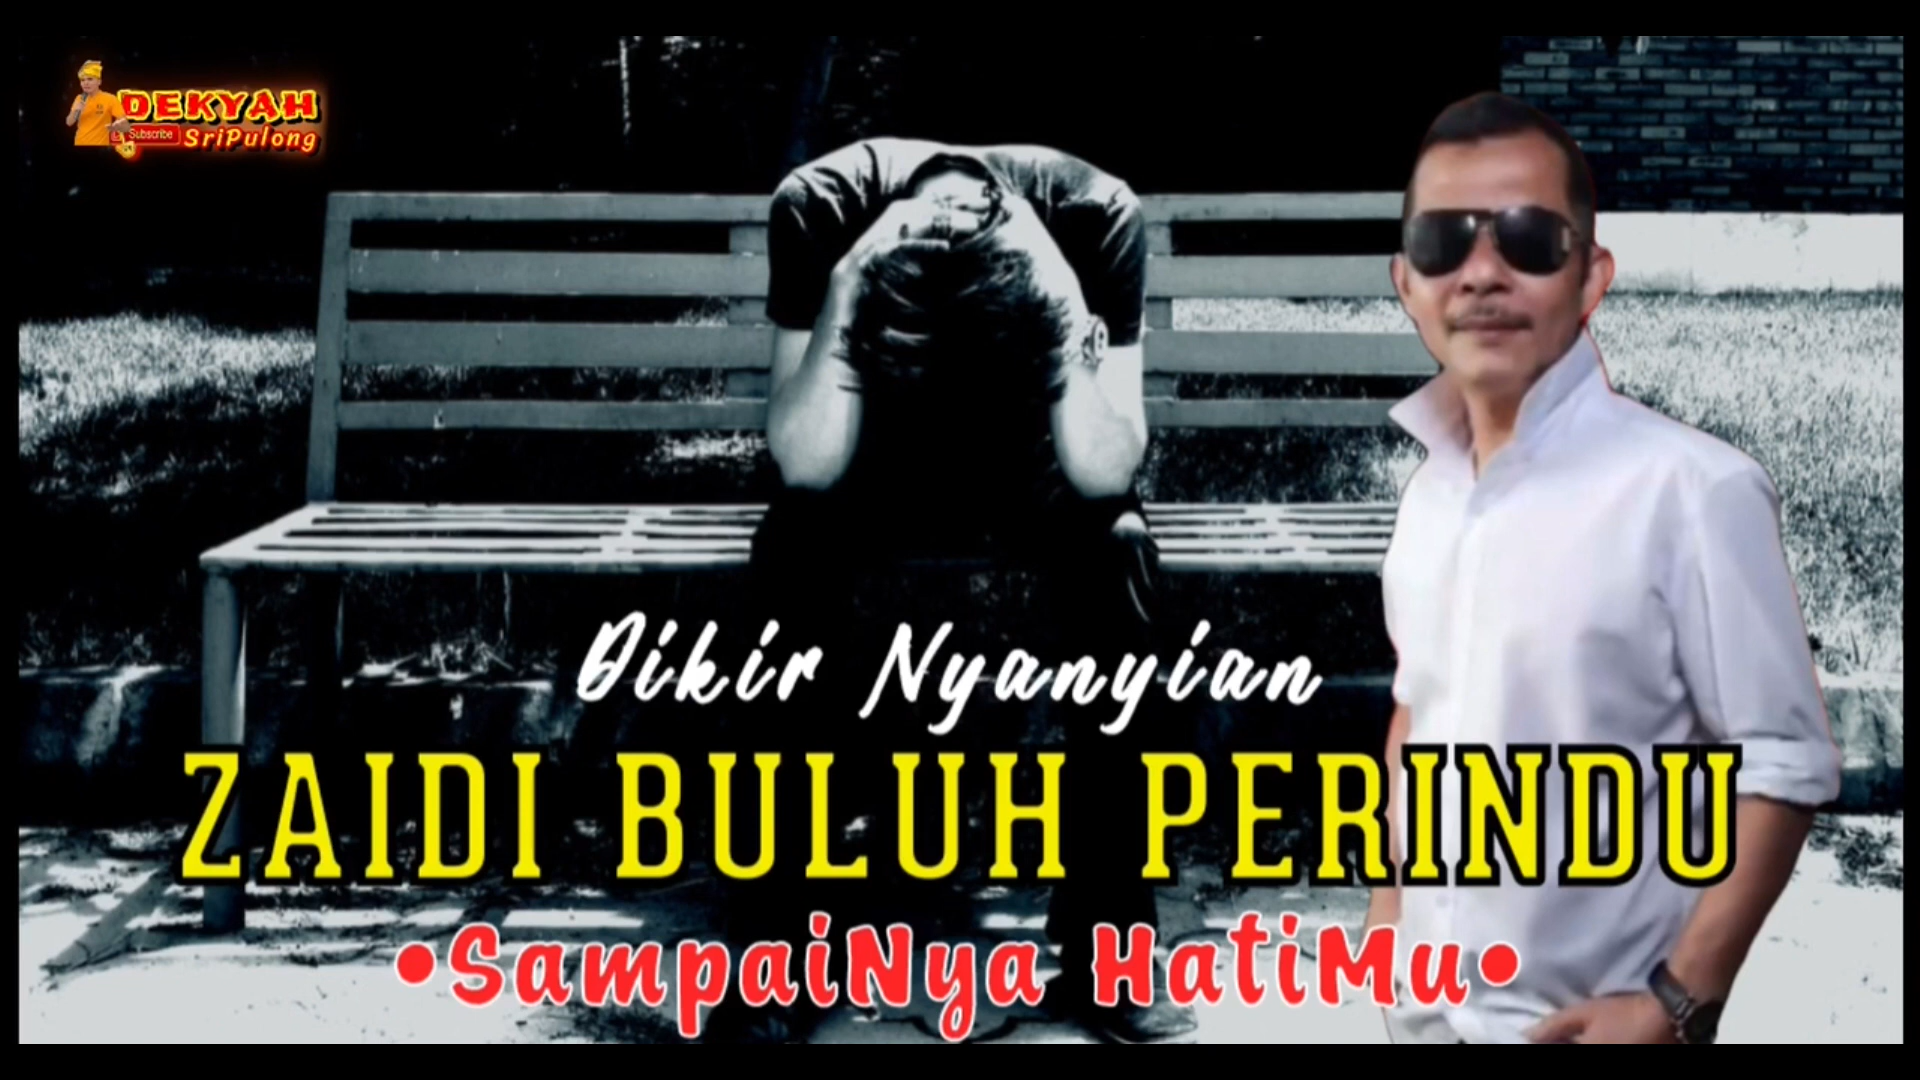 DEKYAH
Subscribe
SriPulong
Dikir Nyanyian
ZAIDI BULUH PERINDU
•SampaiNya HatiMu•